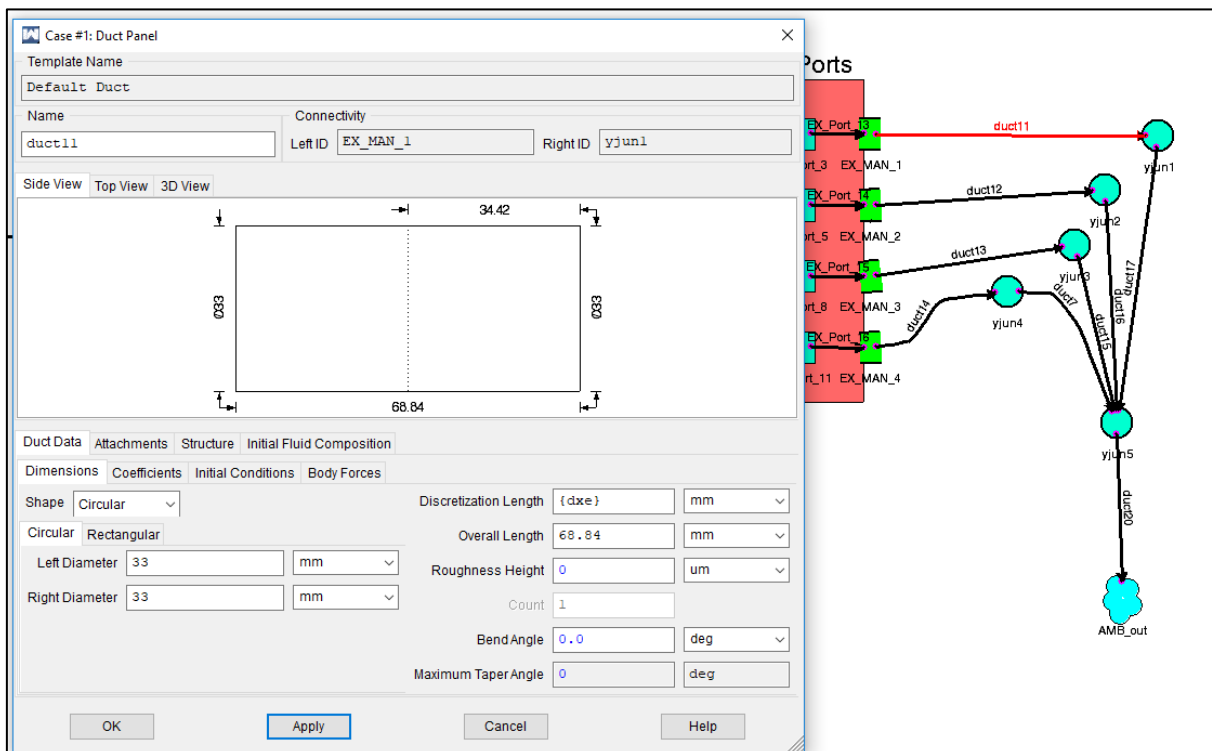 Case #1: Duct Panel
Template Name
Default Duct
Name
duct11
Connectivity
Left ID EX_MAN_1 Right ID yjun1
Side View Top View 3D View
34.42
Ø33 Ø33
68.84
Duct Data Attachments Structure Initial Fluid Composition
Dimensions Coefficients Initial Conditions Body Forces
Shape Circular
Circular Rectangular
Left Diameter 33 mm
Right Diameter 33 mm
Discretization Length {dxe} mm
Overall Length 68.84 mm
Roughness Height 0 um
Count 1
Bend Angle 0.0 deg
Maximum Taper Angle 0 deg
OK Apply Cancel Help
Ports
EX_Port_13 duct11
rt_3 EX_MAN_1 yjun1
EX_Port_14 duct12
rt_5 EX_MAN_2 yjun2
EX_Port_15 duct13
rt_8 EX_MAN_3 yjun3
EX_Port_16 duct14
rt_11 EX_MAN_4 yjun4
duct7
duct15
duct16
duct17
yjun5
duct20
AMB_out